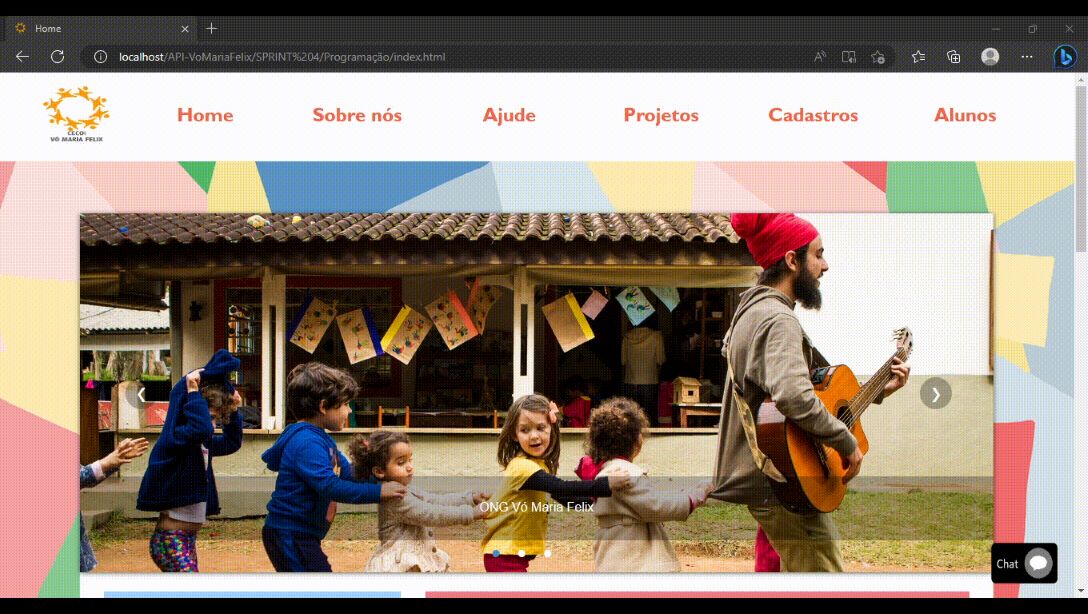 Home
localhost/API-VoMariaFelix/SPRINT%204/Programação/index.html
CECOI
VÓ MARIA FELIX
Home
Sobre nós
Ajude
Projetos
Cadastros
Alunos
ONG Vó Maria Felix
Chat